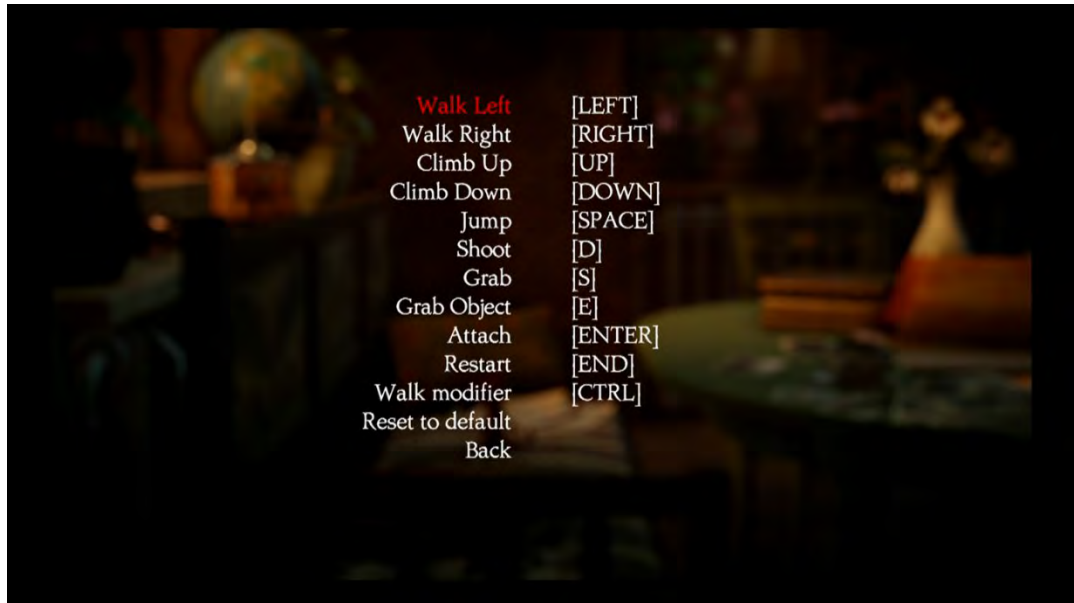 Walk Left [LEFT]
Walk Right [RIGHT]
Climb Up [UP]
Climb Down [DOWN]
Jump [SPACE]
Shoot [D]
Grab [S]
Grab Object [E]
Attach [ENTER]
Restart [END]
Walk modifier [CTRL]
Reset to default
Back